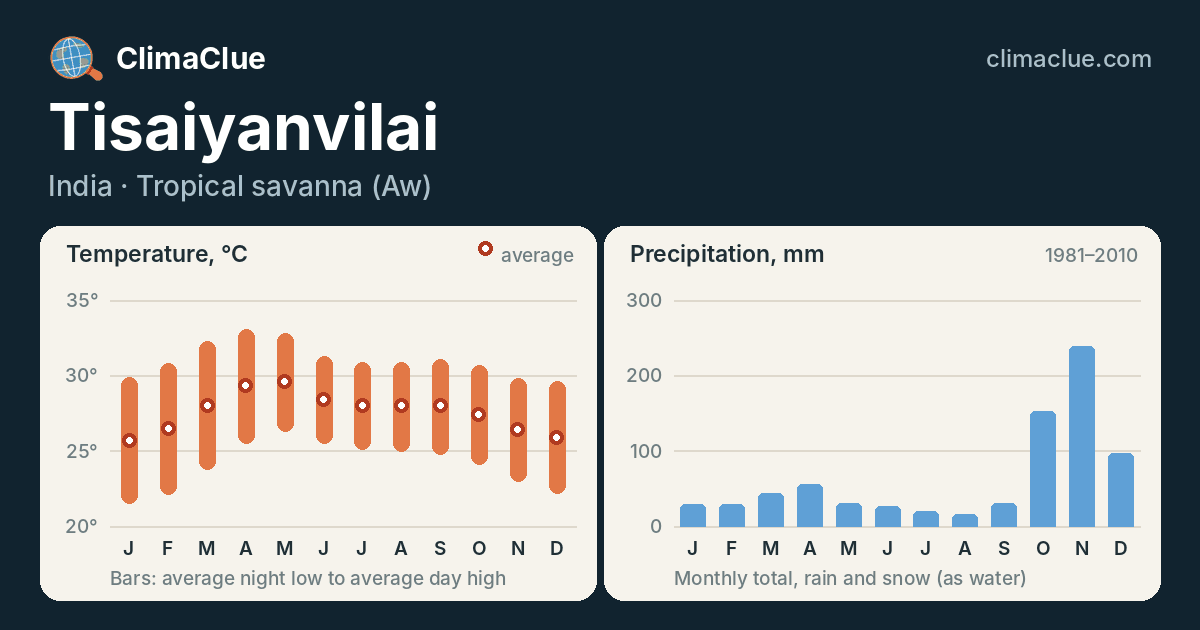 ClimaClue
climaclue.com
Tisaiyanvilai
India · Tropical savanna (Aw)
Temperature, °C
average
35°
30°
25°
20°
J F M A M J J A S O N D
Bars: average night low to average day high
Precipitation, mm
1981–2010
300
200
100
0
J F M A M J J A S O N D
Monthly total, rain and snow (as water)